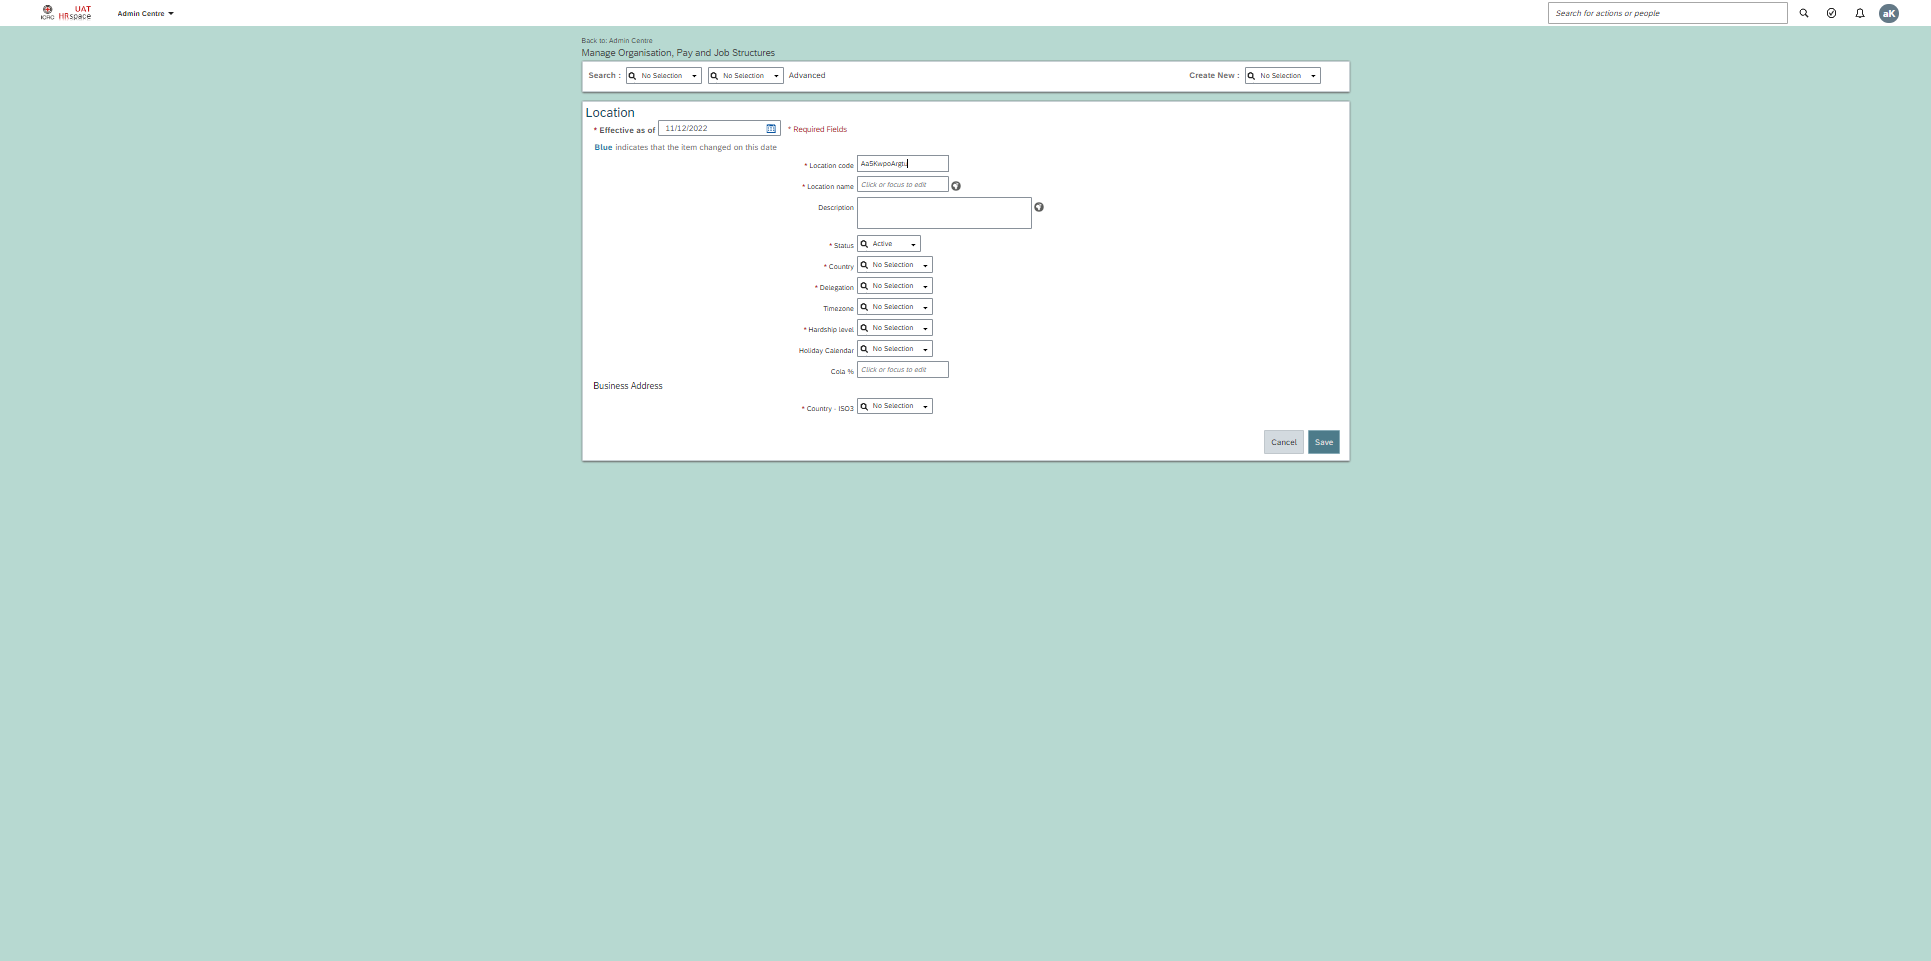 ICRC UAT HRspace Admin Centre Search for actions or people aK
Back to: Admin Centre
Manage Organisation, Pay and Job Structures
Search : No Selection No Selection Advanced Create New : No Selection
Location
* Effective as of 11/12/2022 * Required Fields
Blue indicates that the item changed on this date
* Location code Aa5KwpoArgtu
* Location name Click or focus to edit
Description
* Status Active
* Country No Selection
* Delegation No Selection
Timezone No Selection
* Hardship level No Selection
Holiday Calendar No Selection
Cola % Click or focus to edit
Business Address
* Country - ISO3 No Selection
Cancel Save